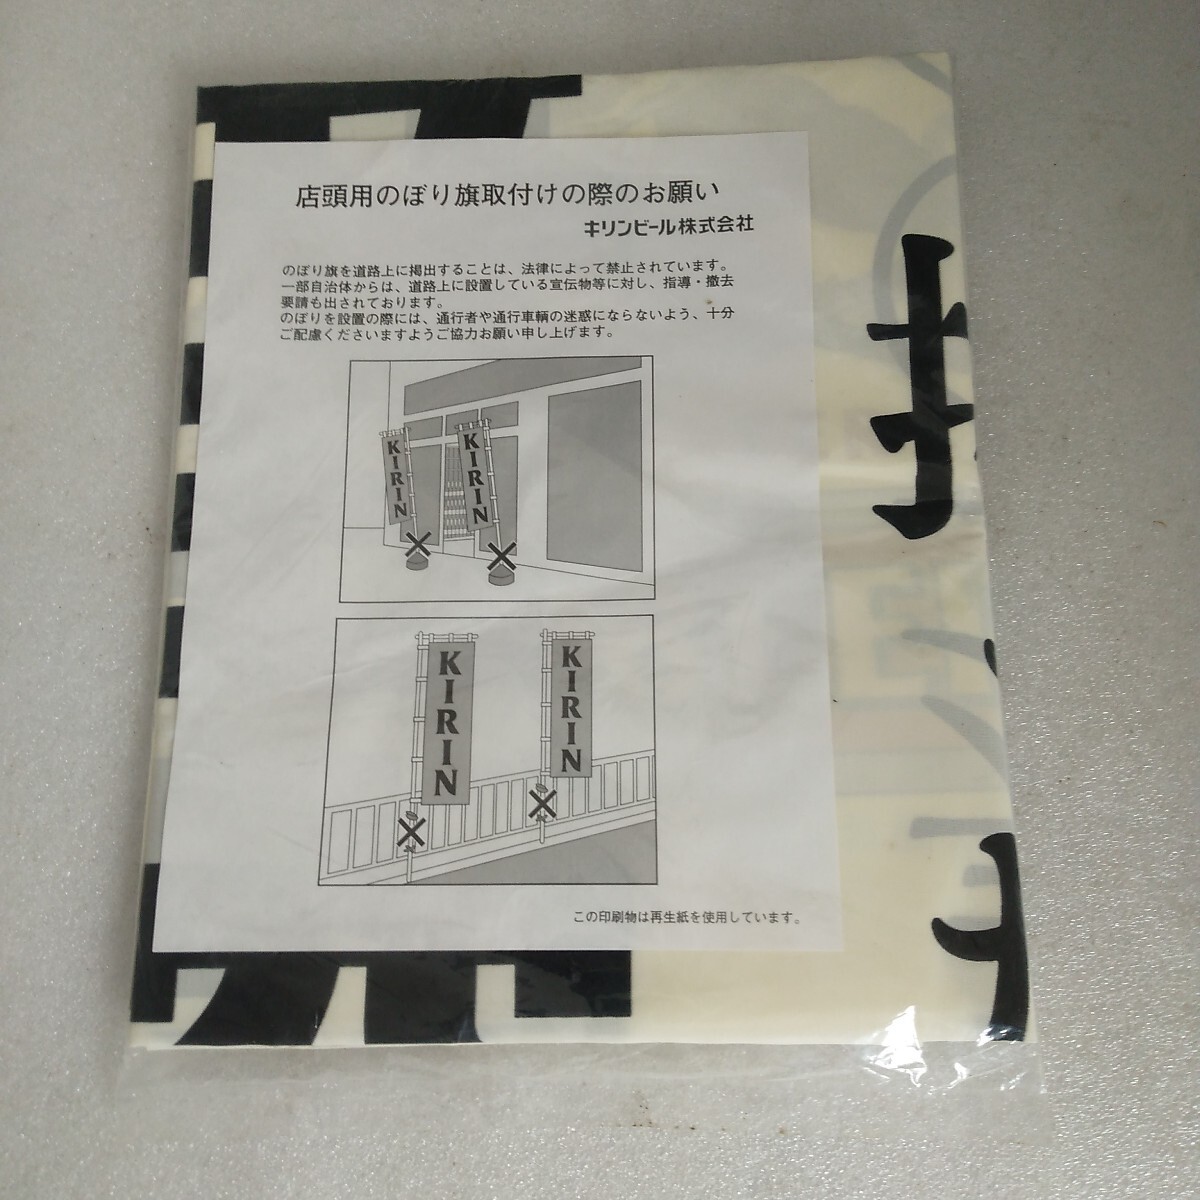 店頭用のぼり旗取付けの際のお願い
キリンビール株式会社
のぼり旗を道路上に掲出することは、法律によって禁止されています。
一部自治体からは、道路上に設置している宣伝物等に対し、指導・撤去
要請も出されております。
のぼりを設置の際には、通行者や通行車輌の迷惑にならないよう、十分
ご配慮くださいますようご協力お願い申し上げます。
KIRIN
KIRIN
KIRIN
KIRIN
この印刷物は再生紙を使用しています。